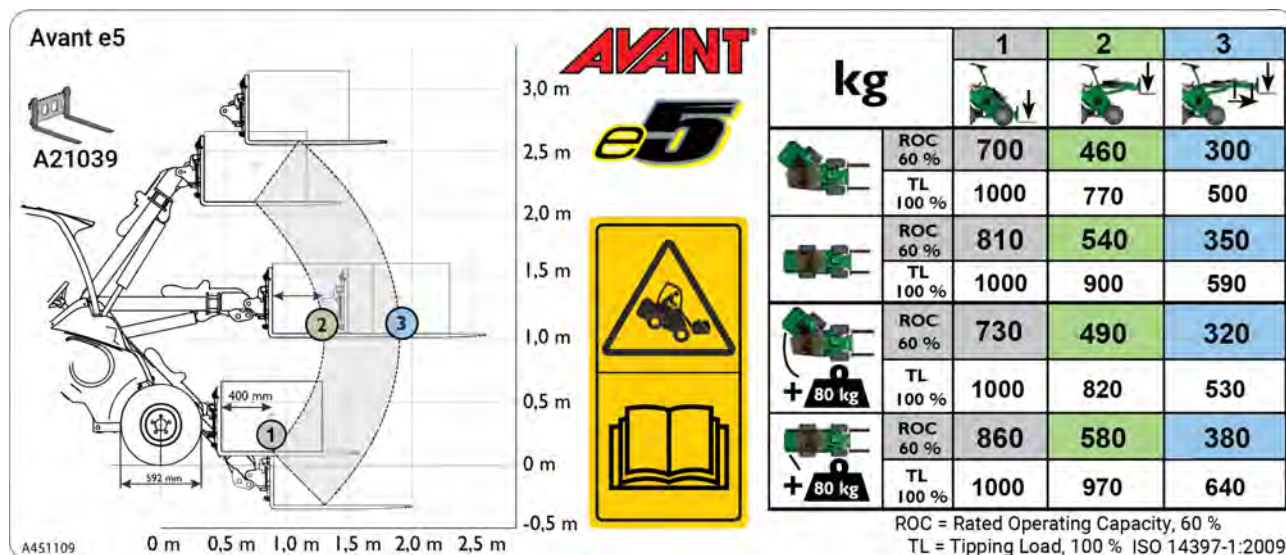 Avant e5
A21039
3,0 m
2,5 m
2,0 m
1,5 m
1,0 m
0,5 m
0 m
-0,5 m
2
3
400 mm
1
592 mm
0 m 0,5 m 1,0 m 1,5 m 2,0 m 2,5 m
A451109
AVANT®
e5
kg 1 2 3
ROC 60 % 700 460 300
TL 100 % 1000 770 500
ROC 60 % 810 540 350
TL 100 % 1000 900 590
ROC 60 % 730 490 320
+ 80 kg TL 100 % 1000 820 530
ROC 60 % 860 580 380
+ 80 kg TL 100 % 1000 970 640
ROC = Rated Operating Capacity, 60 %
TL = Tipping Load, 100 % ISO 14397-1:2009